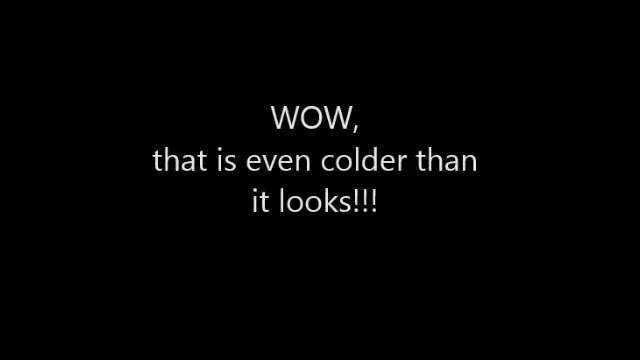 WOW,
that is even colder than
it looks!!!